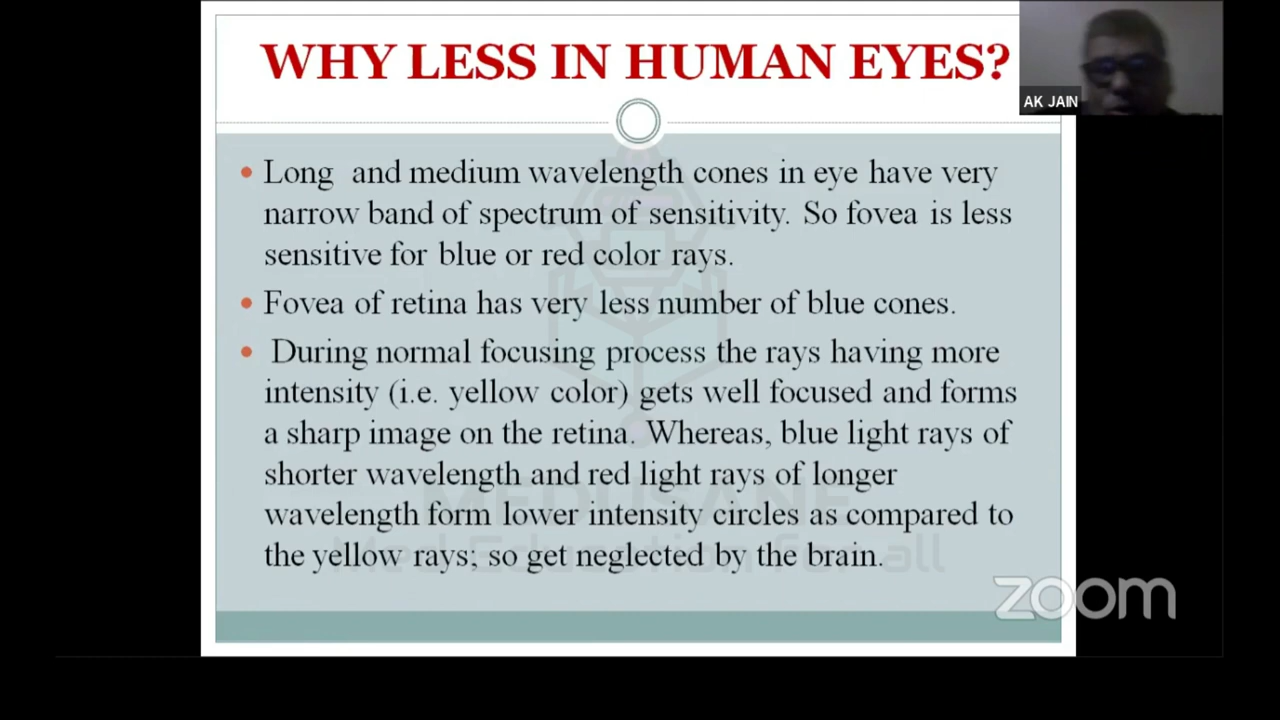 WHY LESS IN HUMAN EYES?
AK JAIN
• Long and medium wavelength cones in eye have very
narrow band of spectrum of sensitivity. So fovea is less
sensitive for blue or red color rays.
• Fovea of retina has very less number of blue cones.
• During normal focusing process the rays having more
intensity (i.e. yellow color) gets well focused and forms
a sharp image on the retina. Whereas, blue light rays of
shorter wavelength and red light rays of longer
wavelength form lower intensity circles as compared to
the yellow rays; so get neglected by the brain.
MEDUSANE
Med Education for all
zoom